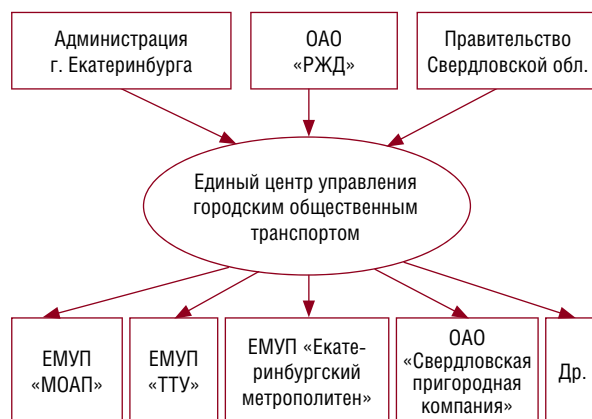 Администрация
г. Екатеринбурга
ОАО
«РЖД»
Правительство
Свердловской обл.
Единый центр управления
городским общественным
транспортом
ЕМУП
«МОАП»
ЕМУП
«ТТУ»
ЕМУП «Екате-
ринбургский
метрополитен»
ОАО
«Свердловская
пригородная
компания»
Др.